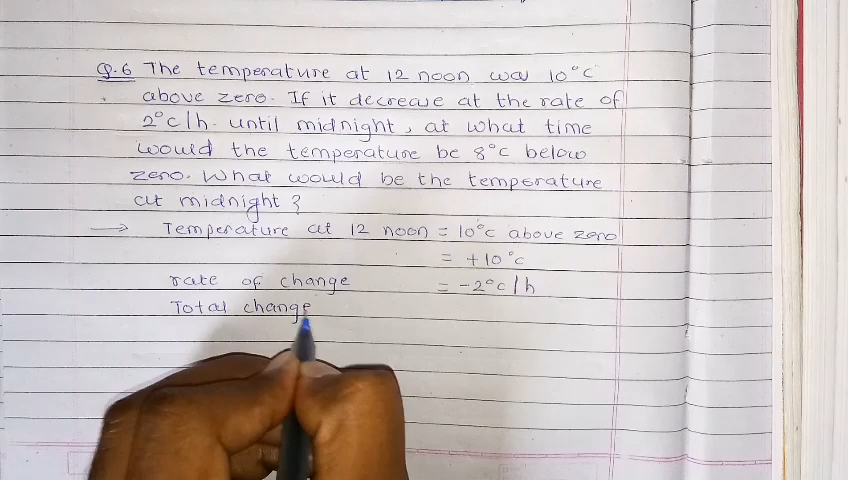 Q.6 The temperature at 12 noon was 10°C
above zero. If it decrease at the rate of
2°c/h. until midnight, at what time
would the temperature be 8°C below
zero. What would be the temperature
at midnight?
→ Temperature at 12 noon = 10°C above zero
= +10°C
rate of change = -2°C/h
Total change